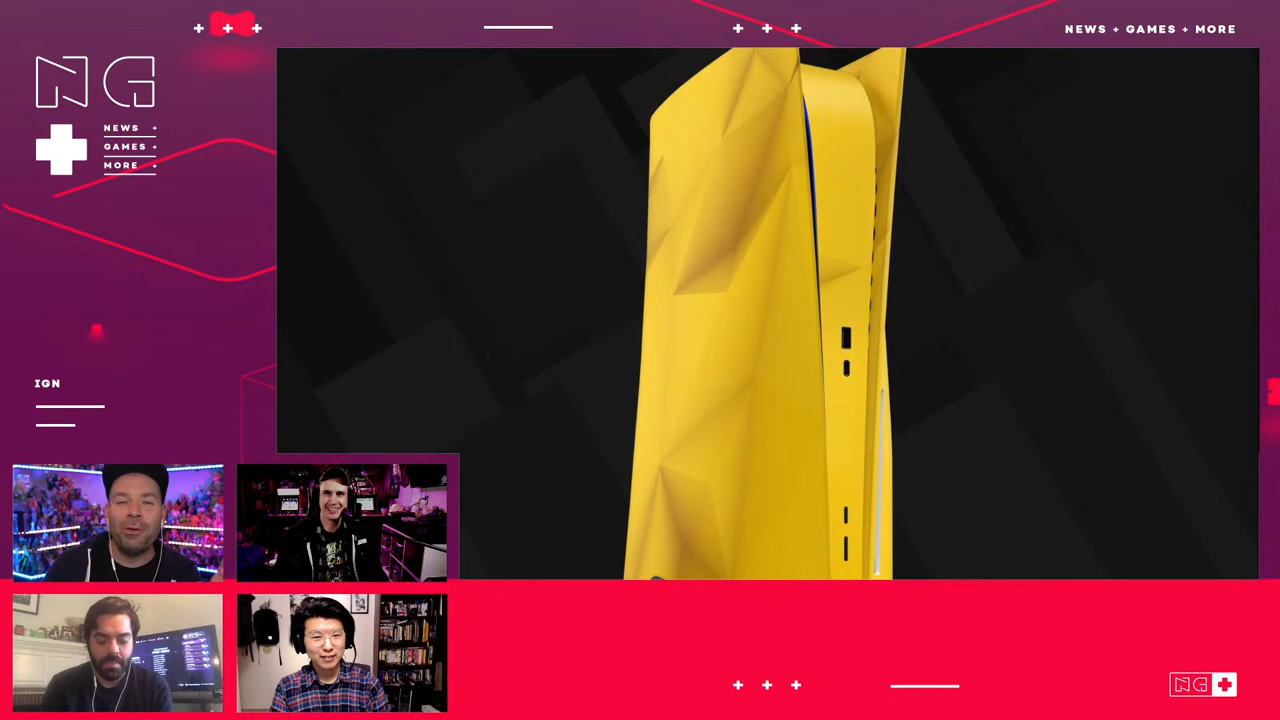 NEWS + GAMES + MORE
NG
NEWS +
GAMES +
MORE +
IGN
NG+